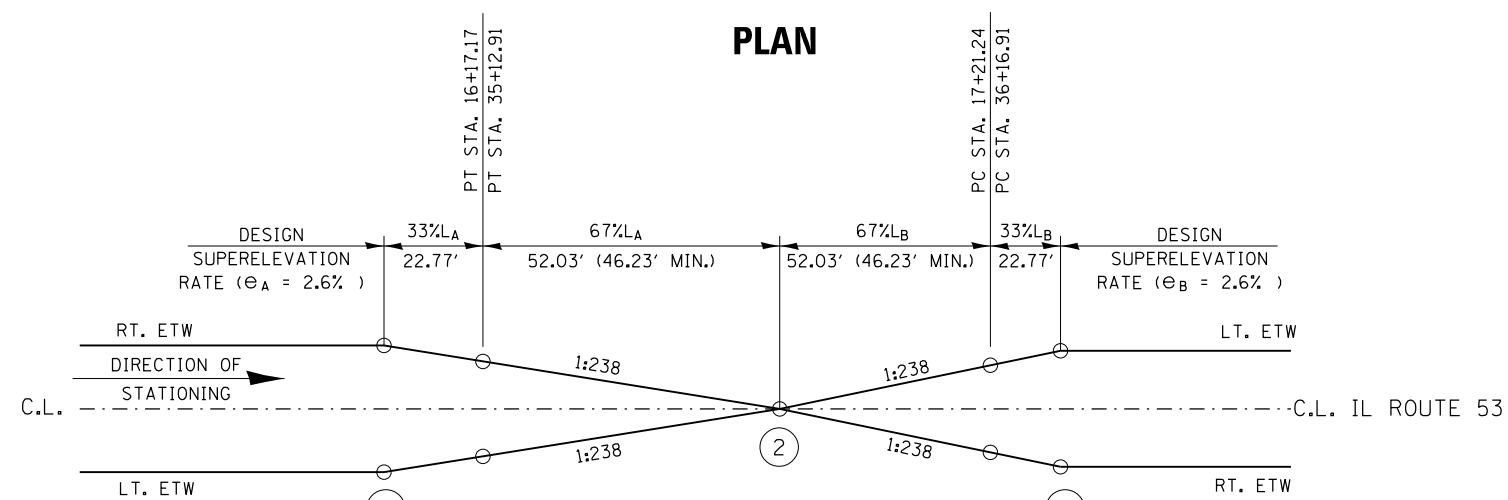 PLAN
PT STA. 16+17.17
PT STA. 35+12.91
PC STA. 17+21.24
PC STA. 36+16.91
DESIGN
SUPERELEVATION
RATE (eA = 2.6% )
33%LA
22.77'
67%LA
52.03' (46.23' MIN.)
67%LB
52.03' (46.23' MIN.)
33%LB
22.77'
DESIGN
SUPERELEVATION
RATE (eB = 2.6% )
RT. ETW
LT. ETW
DIRECTION OF
STATIONING
1:238
1:238
C.L.
C.L. IL ROUTE 53
2
1:238
1:238
LT. ETW
RT. ETW